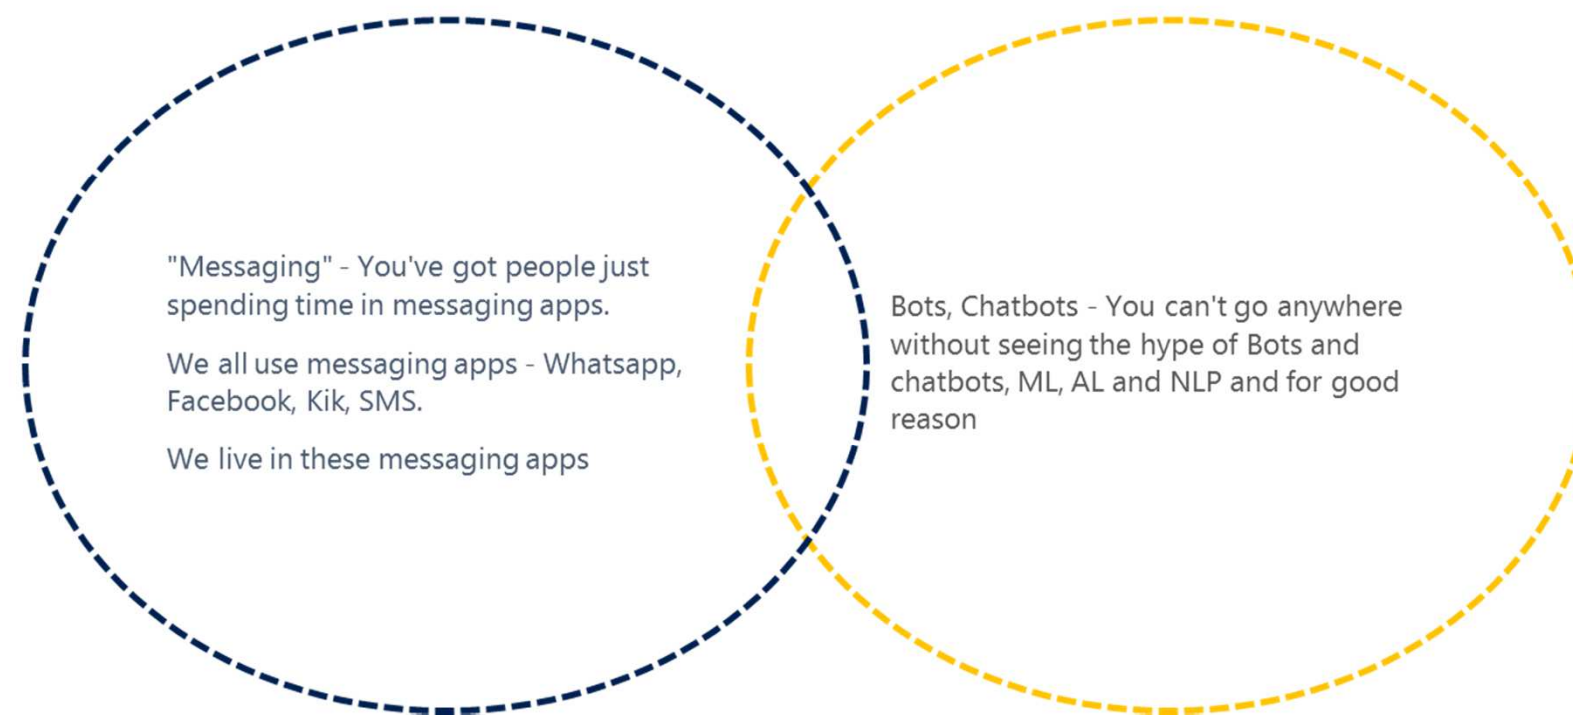 "Messaging" - You've got people just
spending time in messaging apps.
We all use messaging apps - Whatsapp,
Facebook, Kik, SMS.
We live in these messaging apps
Bots, Chatbots - You can't go anywhere
without seeing the hype of Bots and
chatbots, ML, AL and NLP and for good
reason